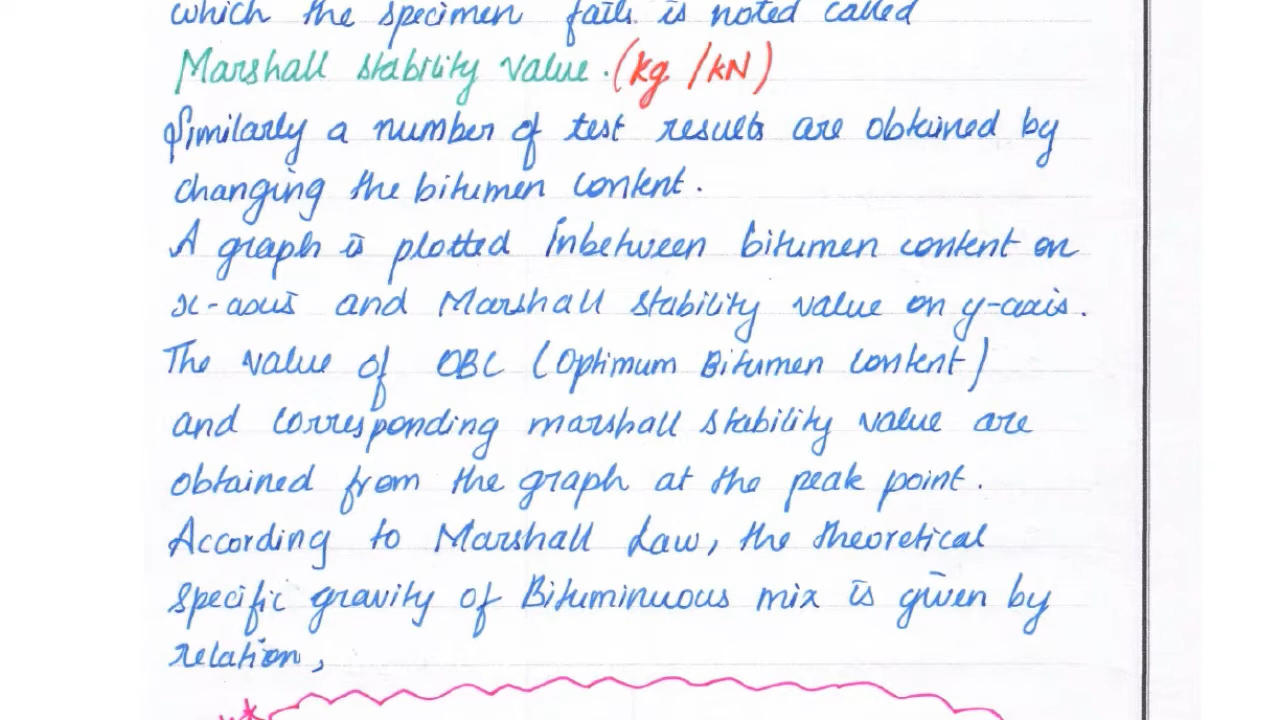 which the specimen fails is noted called
Marshall stability value. (kg /kN)
Similarly a number of test results are obtained by
changing the bitumen content.
A graph is plotted inbetween bitumen content on
x-axis and Marshall stability value on y-axis.
The value of OBC (Optimum Bitumen content)
and corresponding marshall stability value are
obtained from the graph at the peak point.
According to Marshall Law, the theoretical
specific gravity of Bituminuous mix is given by
relation,